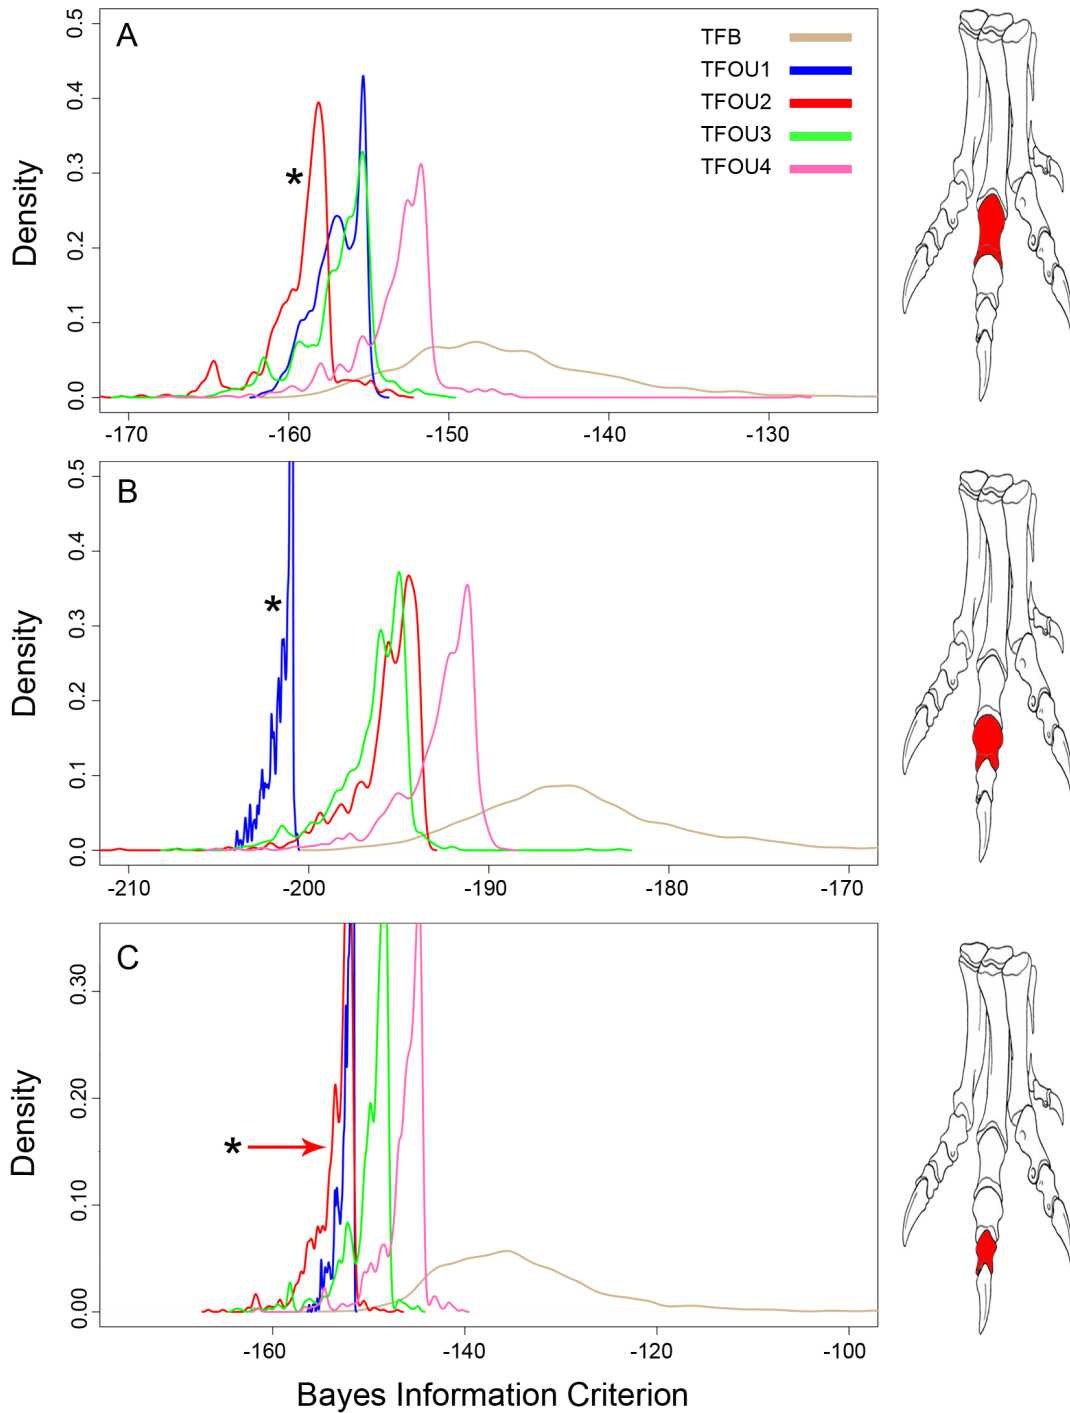 A
TFB
TFOU1
TFOU2
TFOU3
TFOU4
*
Density
0.5
0.4
0.3
0.2
0.1
0.0
-170 -160 -150 -140 -130
B
*
Density
0.5
0.4
0.3
0.2
0.1
0.0
-210 -200 -190 -180 -170
C
*
Density
0.30
0.20
0.10
0.00
-160 -140 -120 -100
Bayes Information Criterion